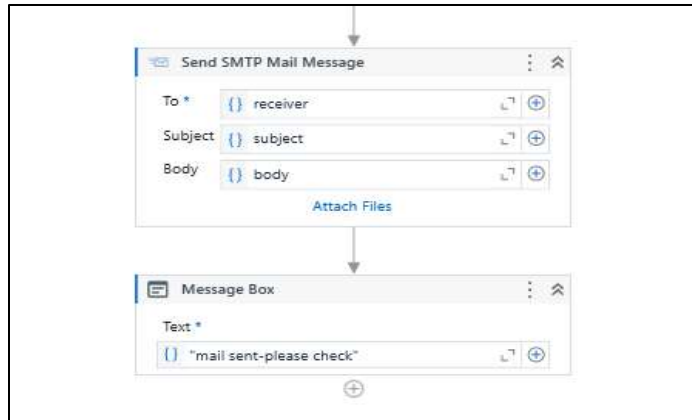 Send SMTP Mail Message
To *
{} receiver
Subject
{} subject
Body
{} body
Attach Files
Message Box
Text *
{} "mail sent-please check"